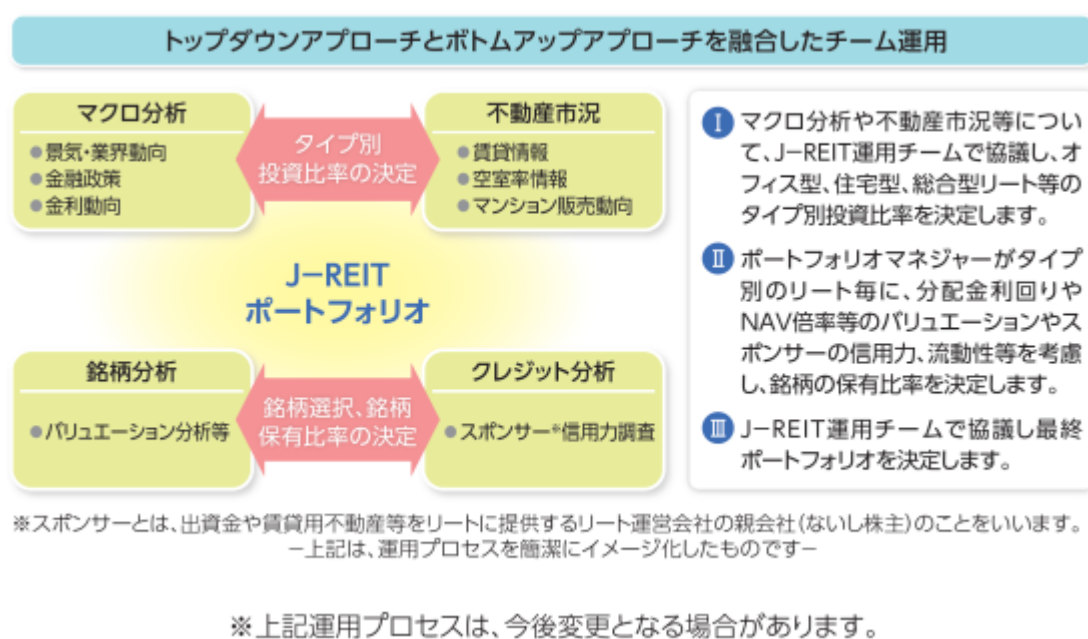 トップダウンアプローチとボトムアップアプローチを融合したチーム運用
マクロ分析
●景気・業界動向
●金融政策
●金利動向
タイプ別
投資比率の決定
不動産市況
●賃貸情報
●空室率情報
●マンション販売動向
J−REIT
ポートフォリオ
銘柄分析
●バリュエーション分析等
銘柄選択、銘柄
保有比率の決定
クレジット分析
●スポンサー※信用力調査
Ⅰ マクロ分析や不動産市況等につい
て、J−REIT運用チームで協議し、オ
フィス型、住宅型、総合型リート等の
タイプ別投資比率を決定します。
Ⅱ ポートフォリオマネジャーがタイプ
別のリート毎に、分配金利回りや
NAV倍率等のバリュエーションやス
ポンサーの信用力、流動性等を考慮
し、銘柄の保有比率を決定します。
Ⅲ J−REIT運用チームで協議し最終
ポートフォリオを決定します。
※スポンサーとは、出資金や賃貸用不動産等をリートに提供するリート運営会社の親会社(ないし株主)のことをいいます。
−上記は、運用プロセスを簡潔にイメージ化したものです−
※上記運用プロセスは、今後変更となる場合があります。